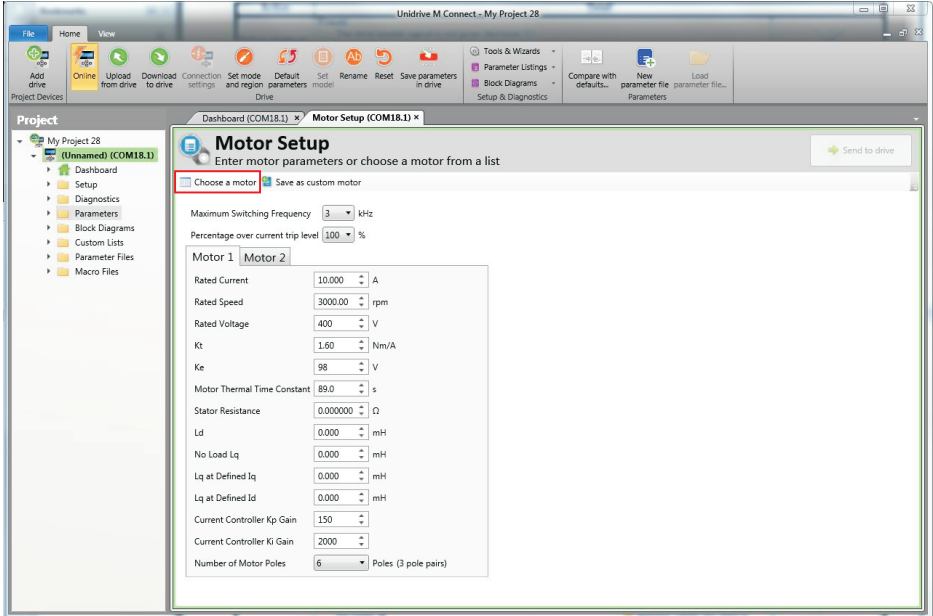 Unidrive M Connect - My Project 28
File Home View
Add drive
Online
Upload from drive
Download to drive
Connection settings
Set mode and region
Default parameters
Set model
Rename
Reset
Save parameters in drive
Tools & Wizards
Parameter Listings
Block Diagrams
Compare with defaults...
New parameter file
Load parameter file...
Project Devices
Drive
Setup & Diagnostics
Parameters
Project
My Project 28
(Unnamed) (COM18.1)
Dashboard
Setup
Diagnostics
Parameters
Block Diagrams
Custom Lists
Parameter Files
Macro Files
Dashboard (COM18.1) ×
Motor Setup (COM18.1) ×
Motor Setup
Enter motor parameters or choose a motor from a list
Send to drive
Choose a motor
Save as custom motor
Maximum Switching Frequency 3 kHz
Percentage over current trip level 100 %
Motor 1 Motor 2
Rated Current 10.000 A
Rated Speed 3000.00 rpm
Rated Voltage 400 V
Kt 1.60 Nm/A
Ke 98 V
Motor Thermal Time Constant 89.0 s
Stator Resistance 0.000000 Ω
Ld 0.000 mH
No Load Lq 0.000 mH
Lq at Defined Iq 0.000 mH
Lq at Defined Id 0.000 mH
Current Controller Kp Gain 150
Current Controller Ki Gain 2000
Number of Motor Poles 6 Poles (3 pole pairs)